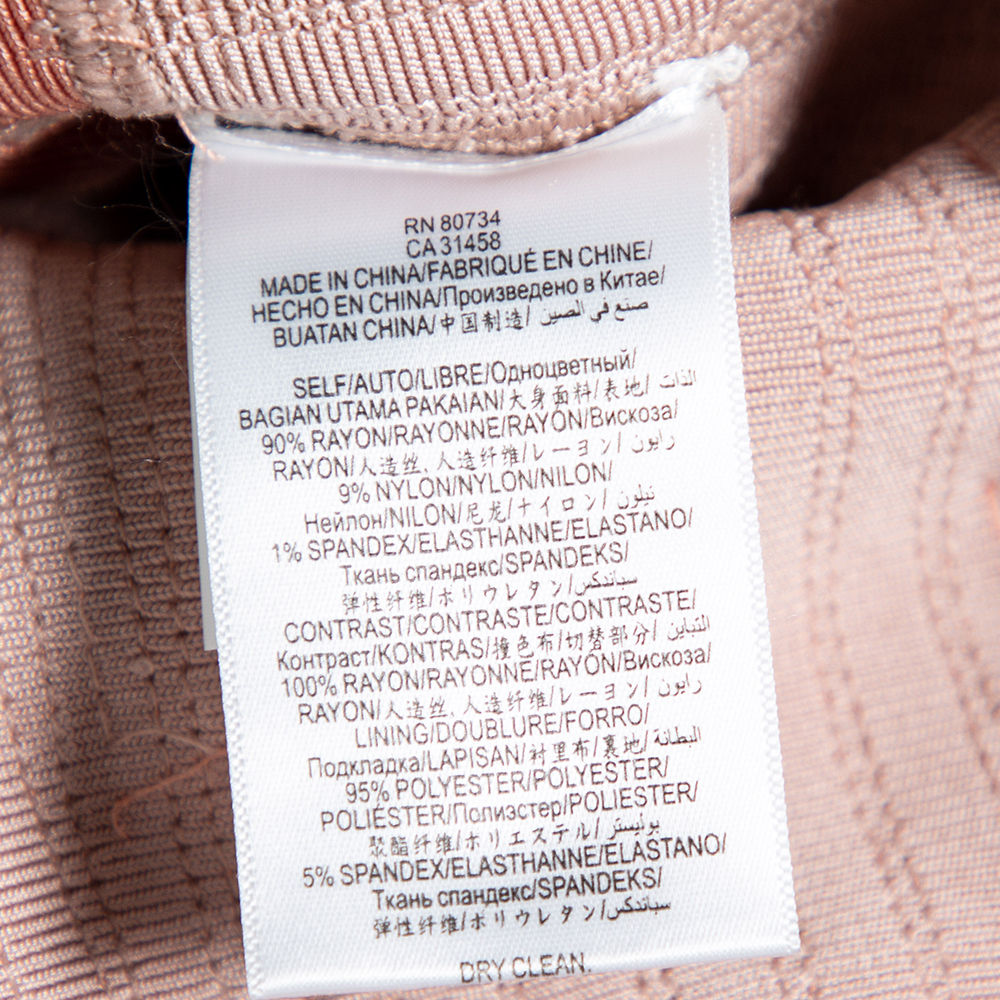 RN 80734
CA 31458
MADE IN CHINA/FABRIQUÉ EN CHINE/
HECHO EN CHINA/Произведено в Китае/
BUATAN CHINA/中国制造/ صنع في الصين
SELF/AUTO/LIBRE/Одноцветный/
BAGIAN UTAMA PAKAIAN/大身面料/表地/ الذات
90% RAYON/RAYONNE/RAYÓN/Вискоза/
RAYON/人造丝、人造纤维/レーヨン/ رايون
9% NYLON/NYLON/NILON/
Нейлон/NILON/尼龙/ナイロン/ نيلون
1% SPANDEX/ELASTHANNE/ELASTANO/
Ткань спандекс/SPANDEKS/
弹性纤维/ポリウレタン/سباندكس
CONTRAST/CONTRASTE/CONTRASTE/
Контраст/KONTRAS/撞色布/切替部分/ التباين
100% RAYON/RAYONNE/RAYÓN/Вискоза/
RAYON/人造丝、人造纤维/レーヨン/ رايون
LINING/DOUBLURE/FORRO/
Подкладка/LAPISAN/衬里布/裏地/ البطانة
95% POLYESTER/POLYESTER/
POLIÉSTER/Полиэстер/POLIESTER/
聚酯纤维/ポリエステル/ بوليستر
5% SPANDEX/ELASTHANNE/ELASTANO/
Ткань спандекс/SPANDEKS/
弹性纤维/ポリウレタン/سباندكس
DRY CLEAN.